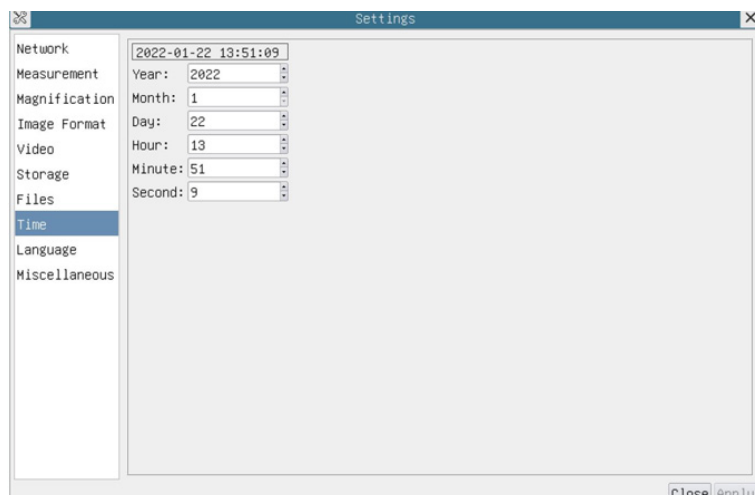 Settings
Network
Measurement
Magnification
Image Format
Video
Storage
Files
Time
Language
Miscellaneous
2022-01-22 13:51:09
Year: 2022
Month: 1
Day: 22
Hour: 13
Minute: 51
Second: 9
Close Apply